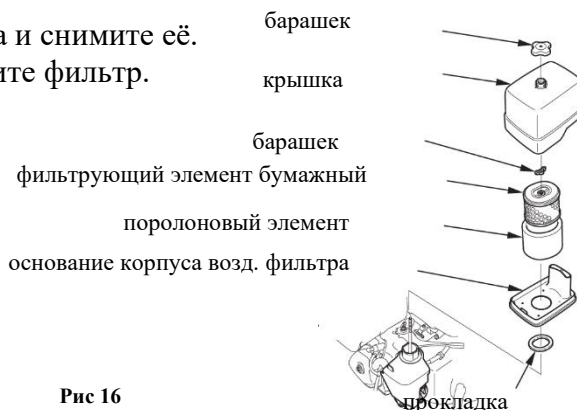 а и снимите её.
ите фильтр.
барашек
крышка
барашек
фильтрующий элемент бумажный
поролоновый элемент
основание корпуса возд. фильтра
Рис 16
прокладка